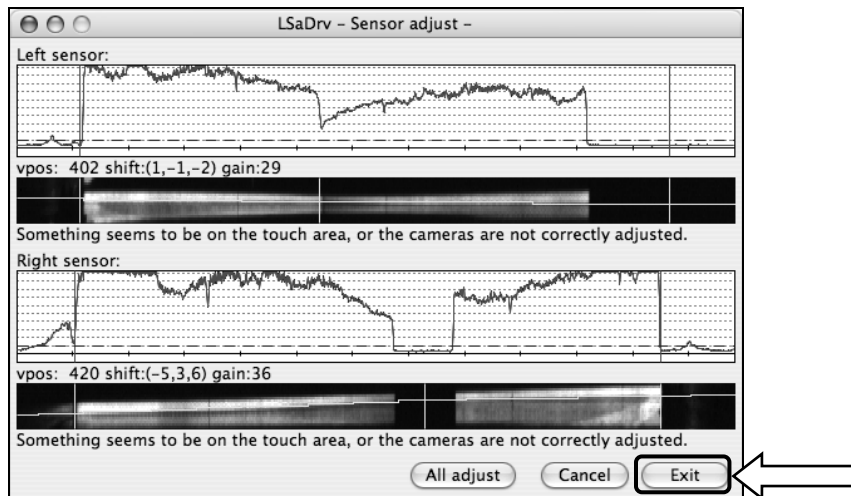 LSaDrv – Sensor adjust –
Left sensor:
vpos: 402 shift:(1,-1,-2) gain:29
Something seems to be on the touch area, or the cameras are not correctly adjusted.
Right sensor:
vpos: 420 shift:(-5,3,6) gain:36
Something seems to be on the touch area, or the cameras are not correctly adjusted.
All adjust Cancel Exit